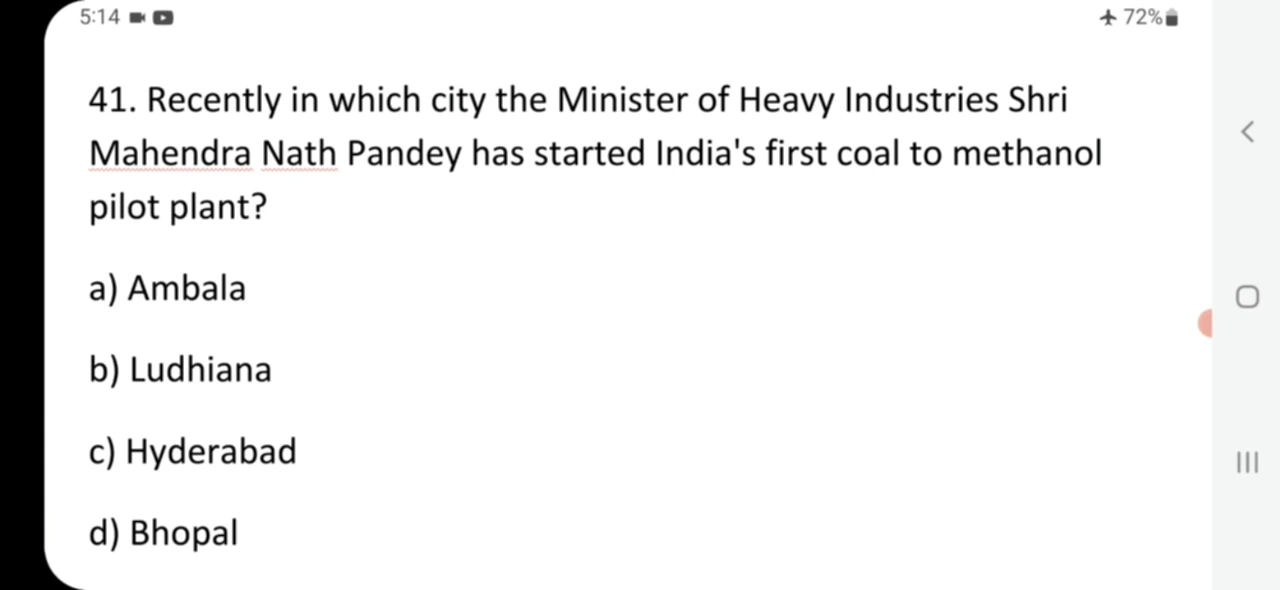 5:14
72%
41. Recently in which city the Minister of Heavy Industries Shri
Mahendra Nath Pandey has started India's first coal to methanol
pilot plant?
a) Ambala
b) Ludhiana
c) Hyderabad
d) Bhopal